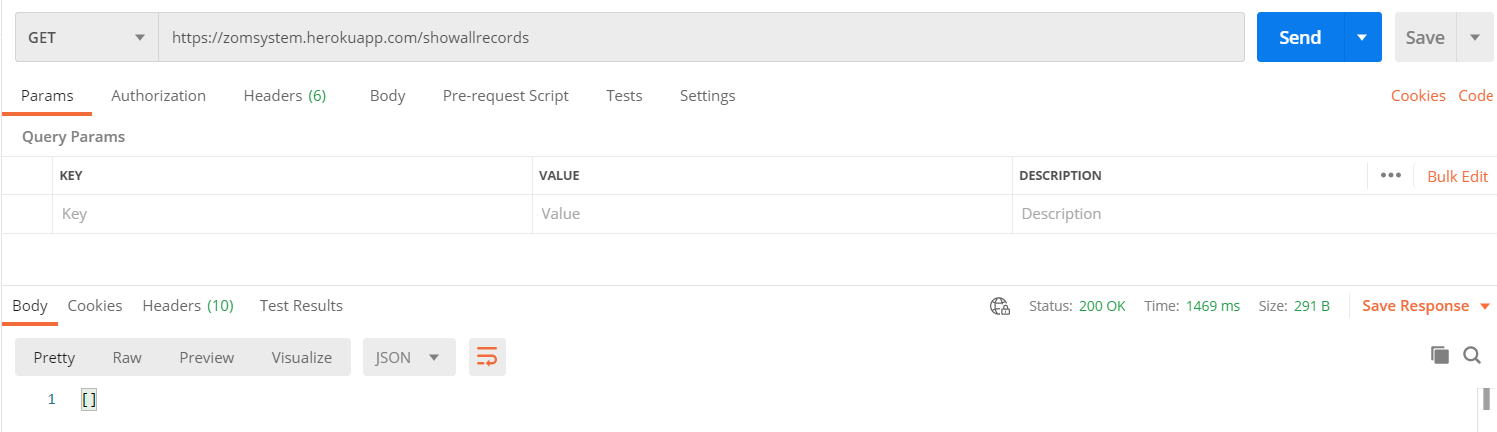 GET https://zomsystem.herokuapp.com/showallrecords Send Save
Params Authorization Headers (6) Body Pre-request Script Tests Settings Cookies Code
Query Params
KEY VALUE DESCRIPTION ••• Bulk Edit
Key Value Description
Body Cookies Headers (10) Test Results Status: 200 OK Time: 1469 ms Size: 291 B Save Response
Pretty Raw Preview Visualize JSON
1 []